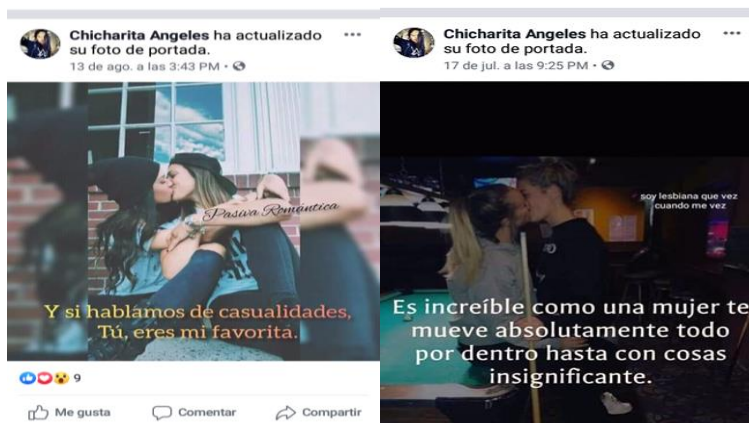 Chicharita Angeles ha actualizado
su foto de portada.
13 de ago. a las 3:43 PM
Pasiva Romántica
Y si hablamos de casualidades,
Tú, eres mi favorita.
9
Me gusta
Comentar
Compartir
Chicharita Angeles ha actualizado
su foto de portada.
17 de jul. a las 9:25 PM
soy lesbiana que vez
cuando me vez
Es increíble como una mujer te
mueve absolutamente todo
por dentro hasta con cosas
insignificante.